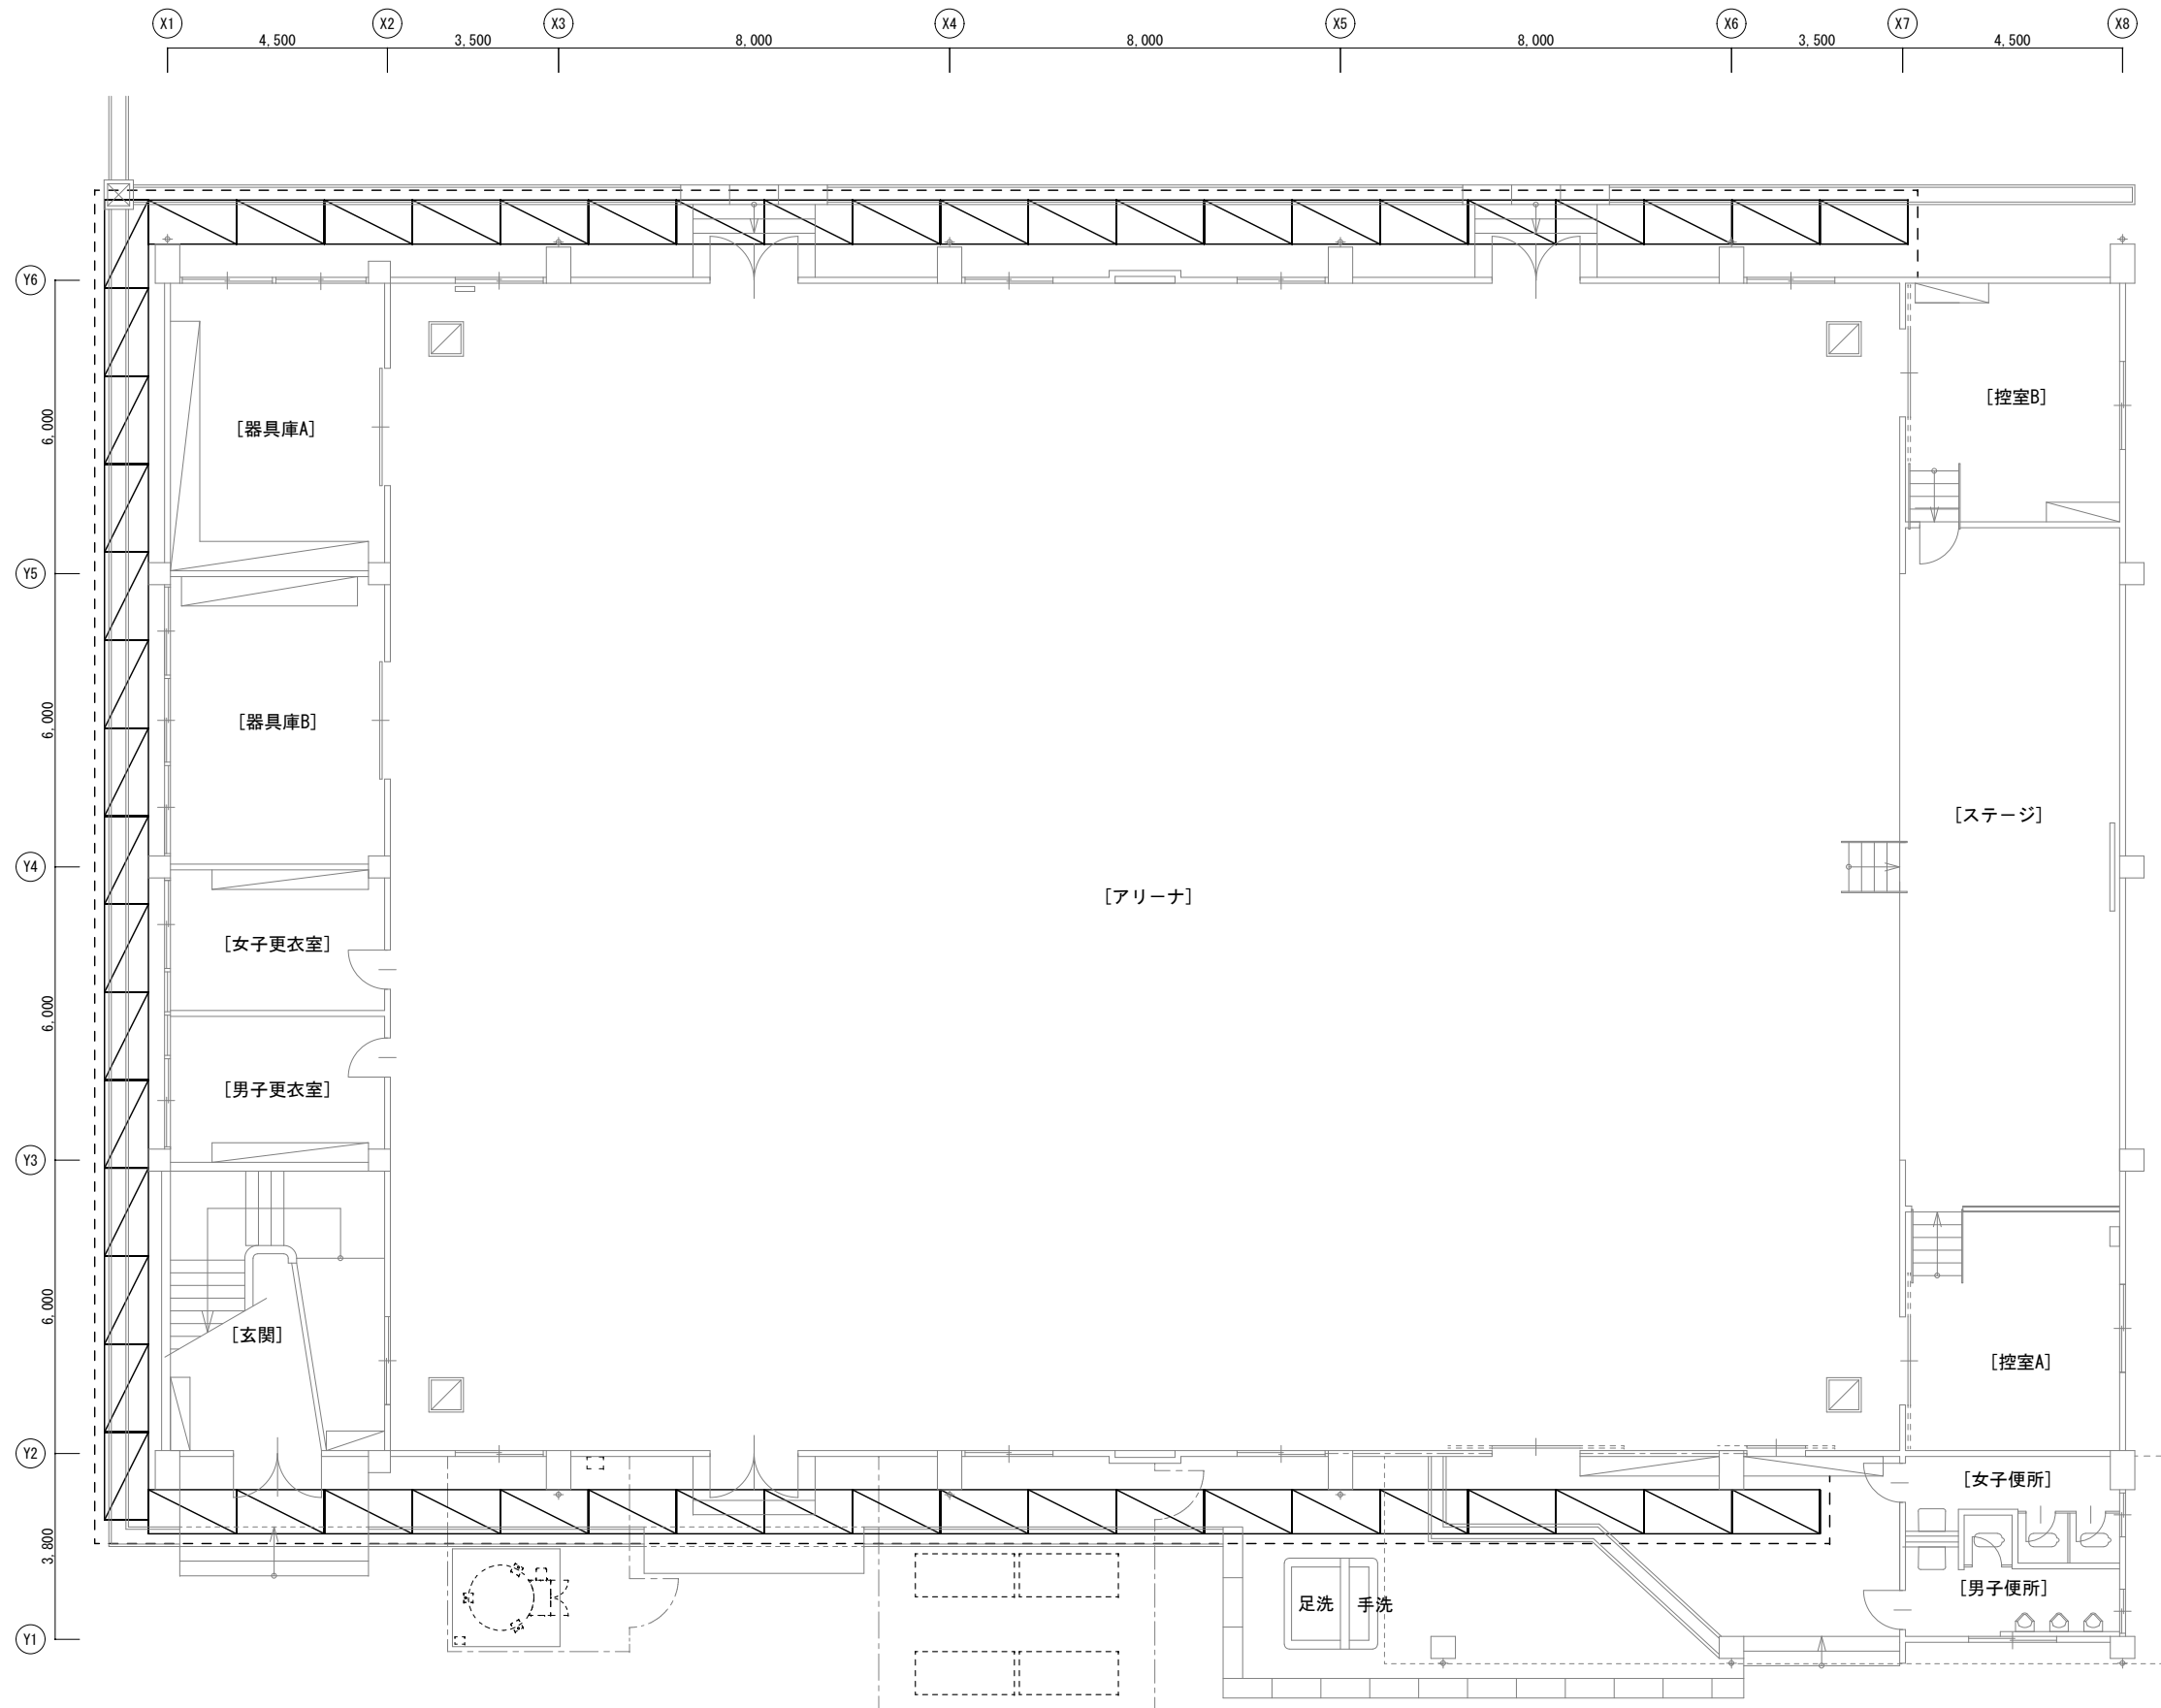 X1 X2 X3 X4 X5 X6 X7 X8
4,500 3,500 8,000 8,000 8,000 3,500 4,500
Y6
6,000
Y5
6,000
Y4
6,000
Y3
6,000
Y2
3,800
Y1
[器具庫A]
[控室B]
[器具庫B]
[ステージ]
[アリーナ]
[女子更衣室]
[男子更衣室]
[玄関]
[控室A]
[女子便所]
[男子便所]
足洗
手洗